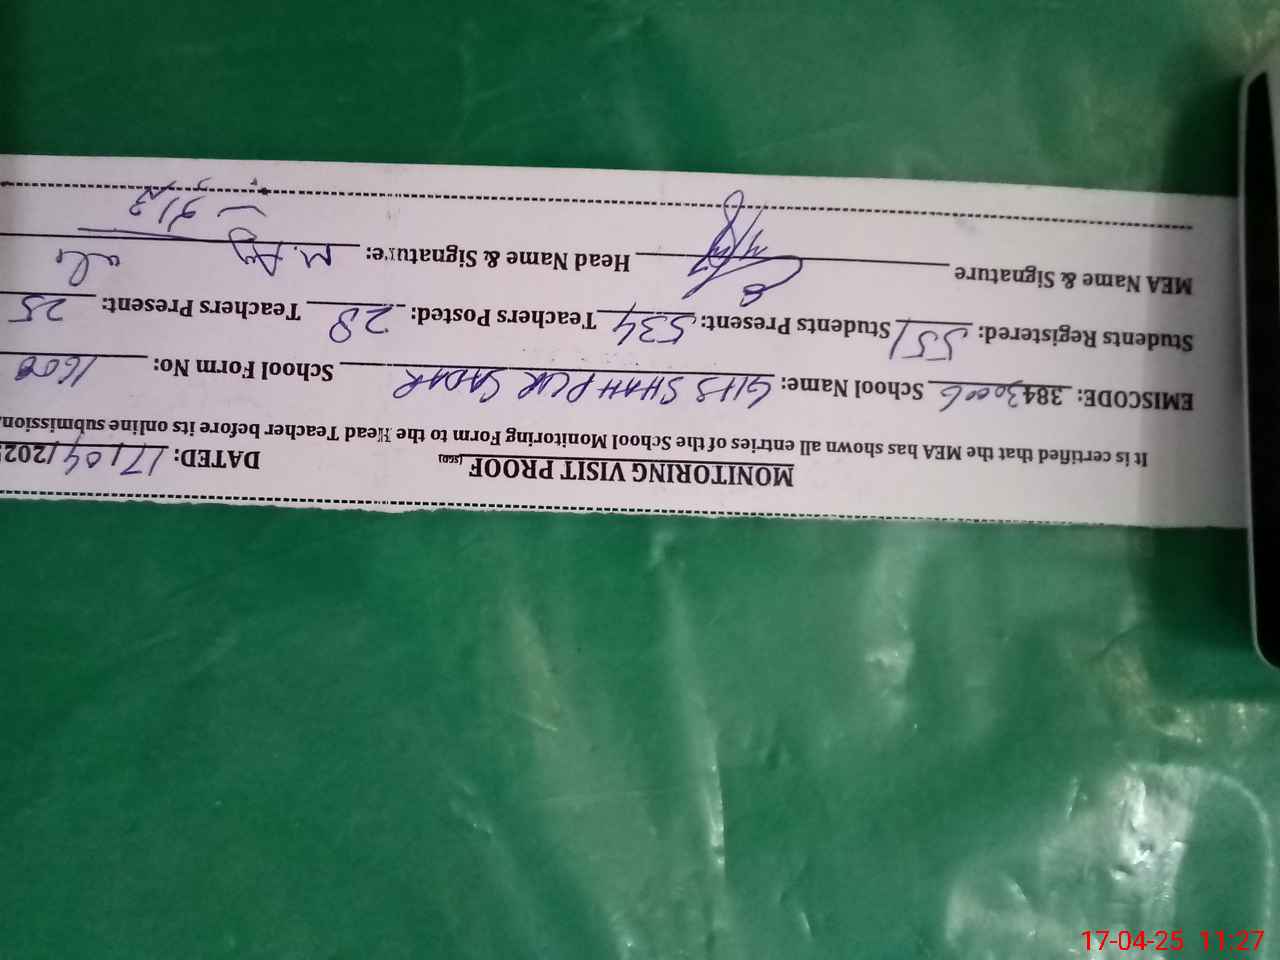 MONITORING VISIT PROOF (SGD) DATED: 17/04/2025
It is certified that the MEA has shown all entries of the School Monitoring Form to the Head Teacher before its online submission.
EMISCODE: 38430006 School Name: GHS SHAHPUR SADAR School Form No: 1600
Students Registered: 551 Students Present: 534 Teachers Posted: 28 Teachers Present: 25
MEA Name & Signature Head Name & Signature:
17-04-25 11:27